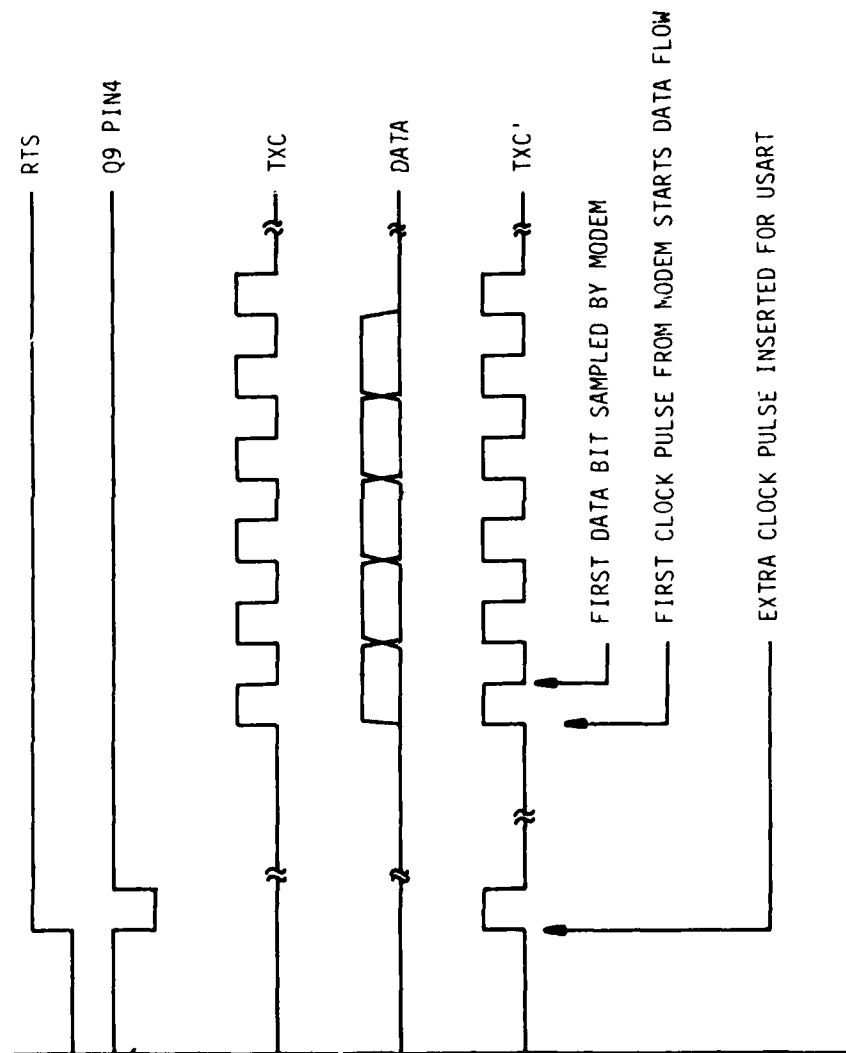 RTS
Q9 PIN4
TXC
DATA
TXC'
FIRST DATA BIT SAMPLED BY MODEM
FIRST CLOCK PULSE FROM MODEM STARTS DATA FLOW
EXTRA CLOCK PULSE INSERTED FOR USART